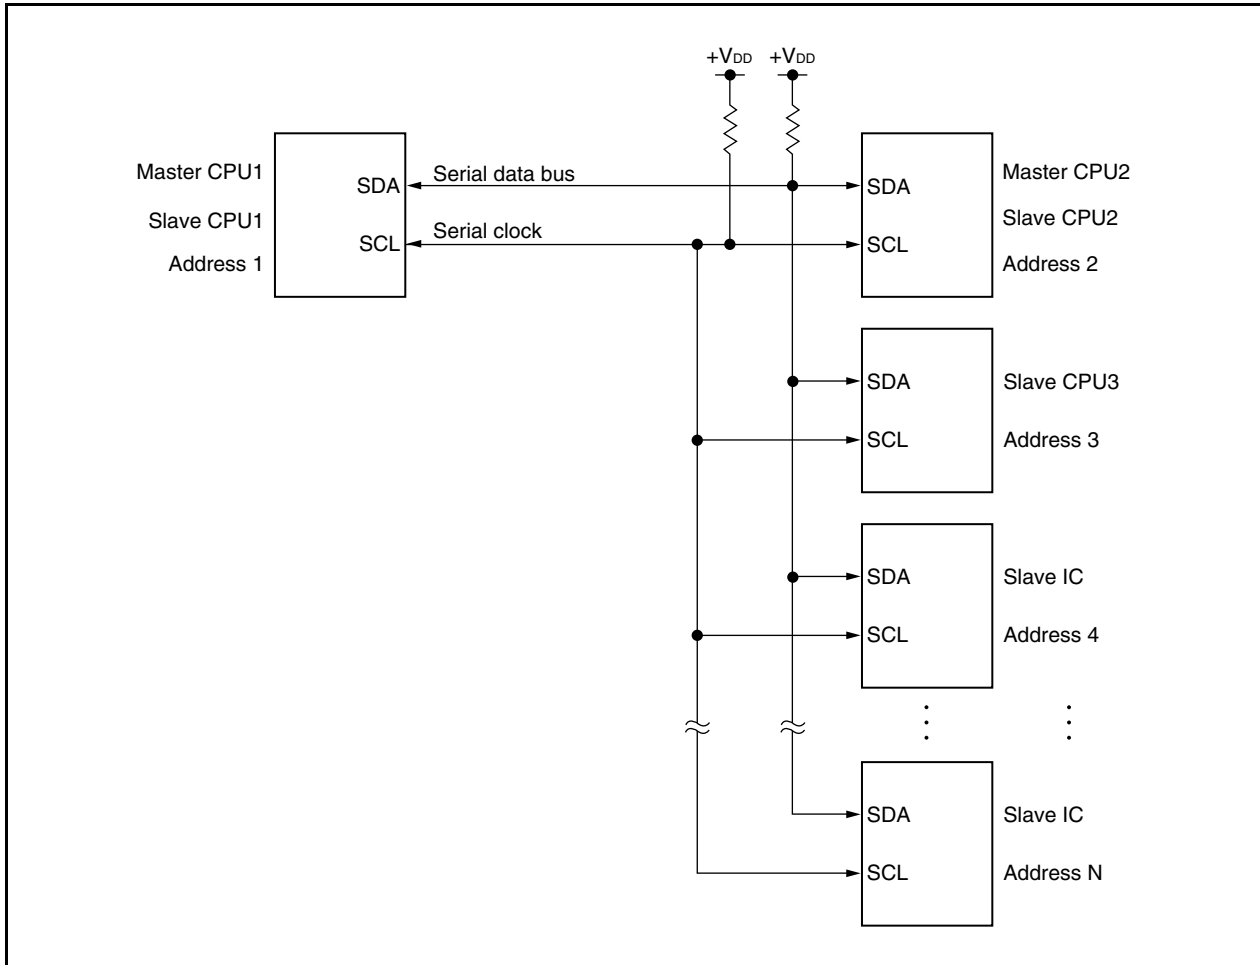 +VDD +VDD
Master CPU1
Slave CPU1
Address 1
SDA
SCL
Serial data bus
Serial clock
SDA
SCL
Master CPU2
Slave CPU2
Address 2
SDA
SCL
Slave CPU3
Address 3
SDA
SCL
Slave IC
Address 4
SDA
SCL
Slave IC
Address N